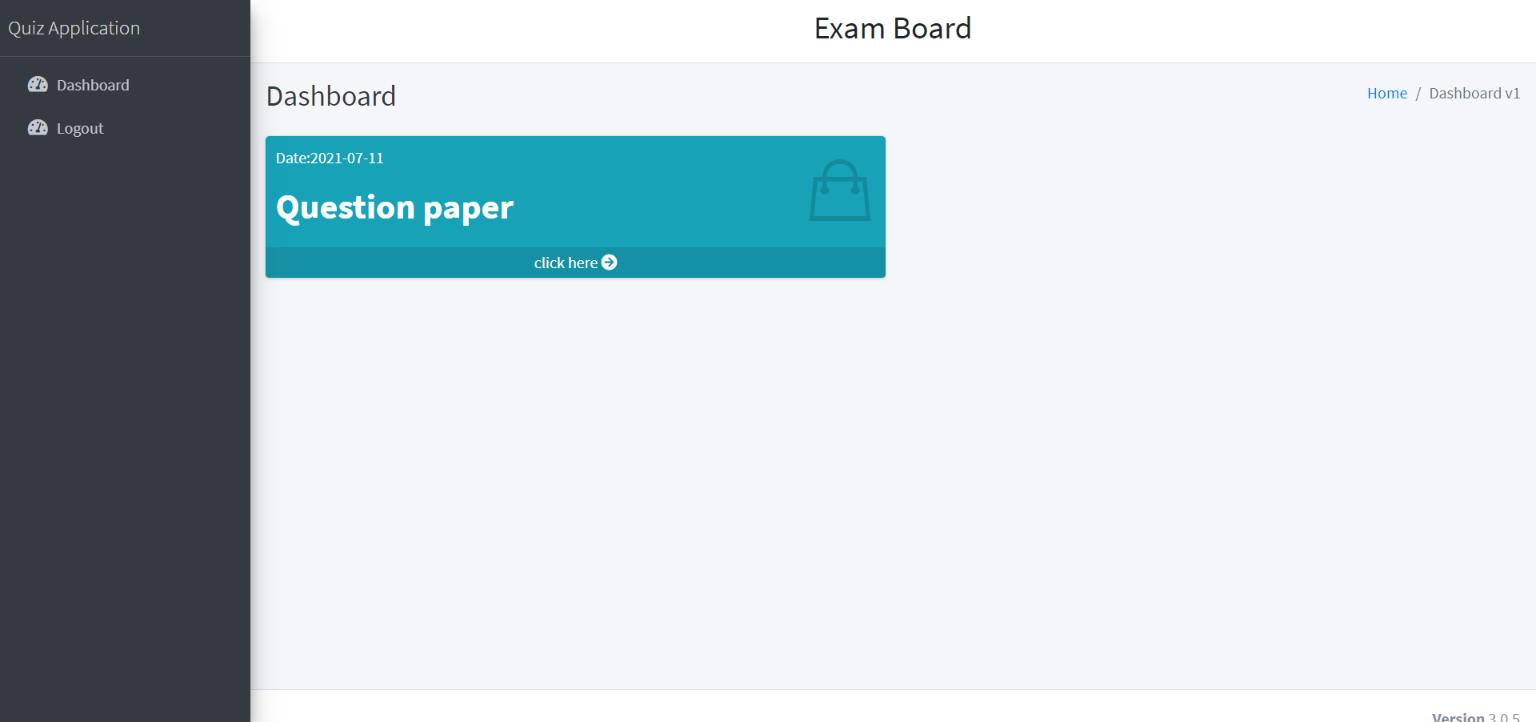 Quiz Application
Dashboard
Logout
Exam Board
Dashboard
Home / Dashboard v1
Date:2021-07-11
Question paper
click here
Version 3.0.5